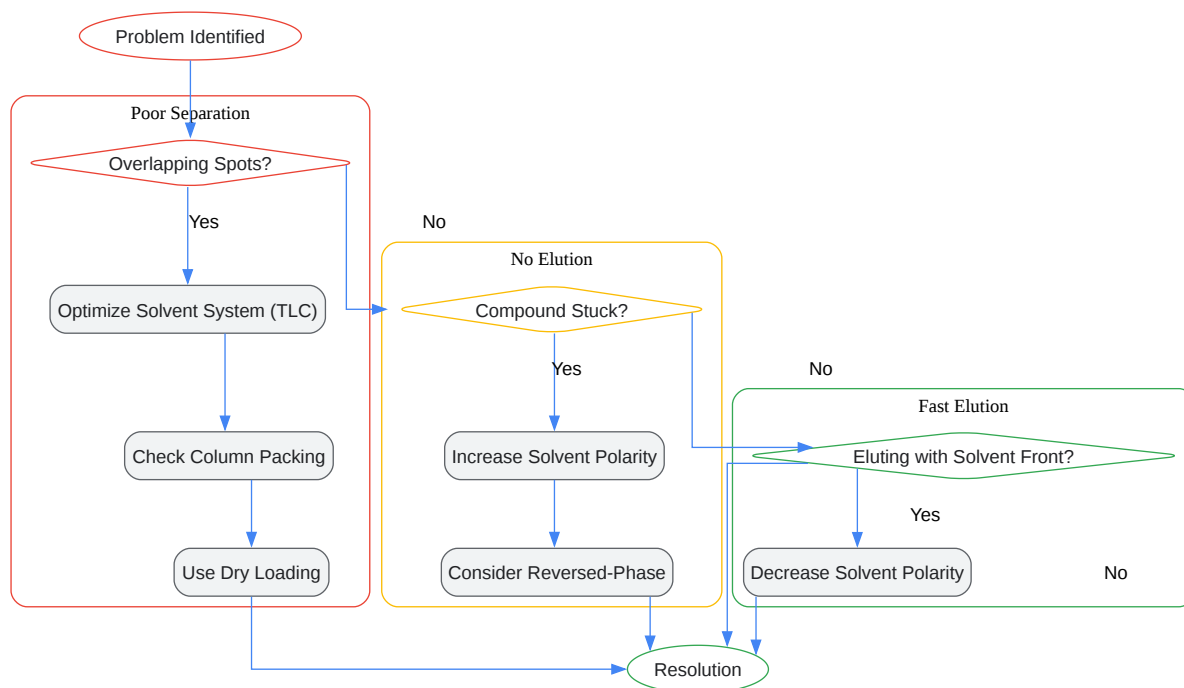 Problem Identified
Poor Separation
Overlapping Spots?
Yes
No
No Elution
Optimize Solvent System (TLC)
Compound Stuck?
Yes
No
Fast Elution
Check Column Packing
Increase Solvent Polarity
Eluting with Solvent Front?
Yes
Use Dry Loading
Consider Reversed-Phase
Decrease Solvent Polarity
No
Resolution